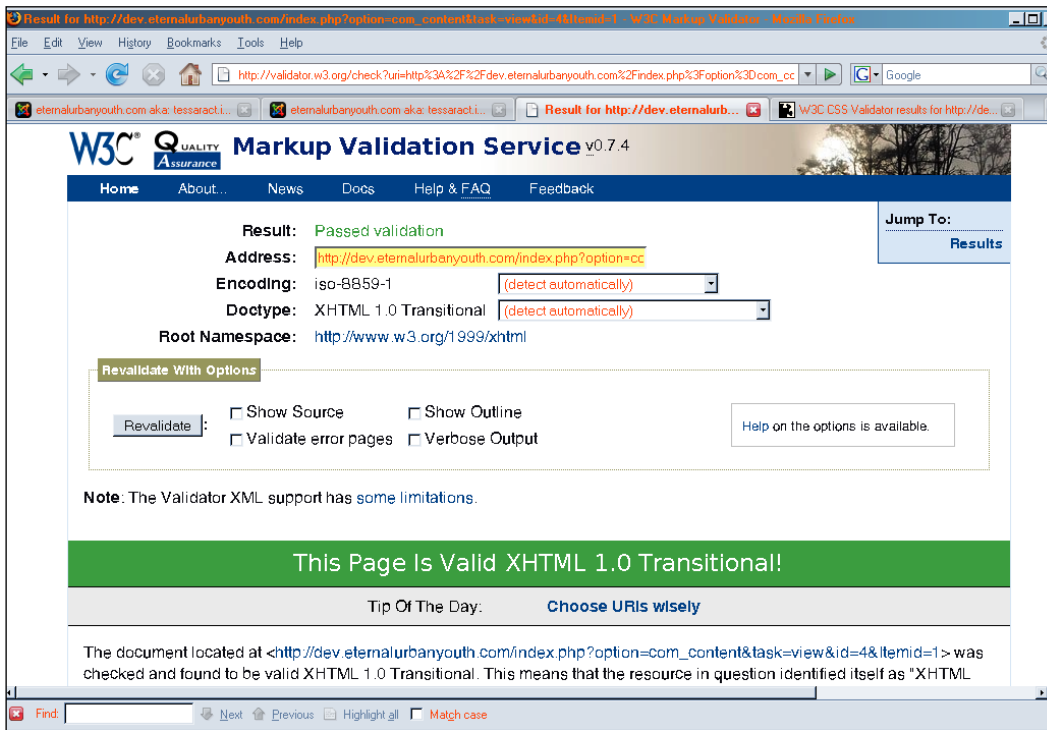 Result for http://dev.eternalurbanyouth.com/index.php?option=com_content&task=view&id=4&Itemid=1 - W3C Markup Validator - Mozilla Firefox
File Edit View History Bookmarks Tools Help
http://validator.w3.org/check?uri=http%3A%2F%2Fdev.eternalurbanyouth.com%2Findex.php%3Foption%3Dcom_cc
G Google
eternalurbanyouth.com aka: tessaract.i... eternalurbanyouth.com aka: tessaract.i... Result for http://dev.eternalurb... W3C CSS Validator results for http://de...
W3C® QUALITY Assurance Markup Validation Service v0.7.4
Home About... News Docs Help & FAQ Feedback
Jump To:
Results
Result: Passed validation
Address: http://dev.eternalurbanyouth.com/index.php?option=cc
Encoding: iso-8859-1 (detect automatically)
Doctype: XHTML 1.0 Transitional (detect automatically)
Root Namespace: http://www.w3.org/1999/xhtml
Revalidate With Options
Revalidate : Show Source Show Outline
Validate error pages Verbose Output
Help on the options is available.
Note: The Validator XML support has some limitations.
This Page Is Valid XHTML 1.0 Transitional!
Tip Of The Day: Choose URIs wisely
The document located at <http://dev.eternalurbanyouth.com/index.php?option=com_content&task=view&id=4&Itemid=1> was
checked and found to be valid XHTML 1.0 Transitional. This means that the resource in question identified itself as "XHTML
Find: Next Previous Highlight all Match case